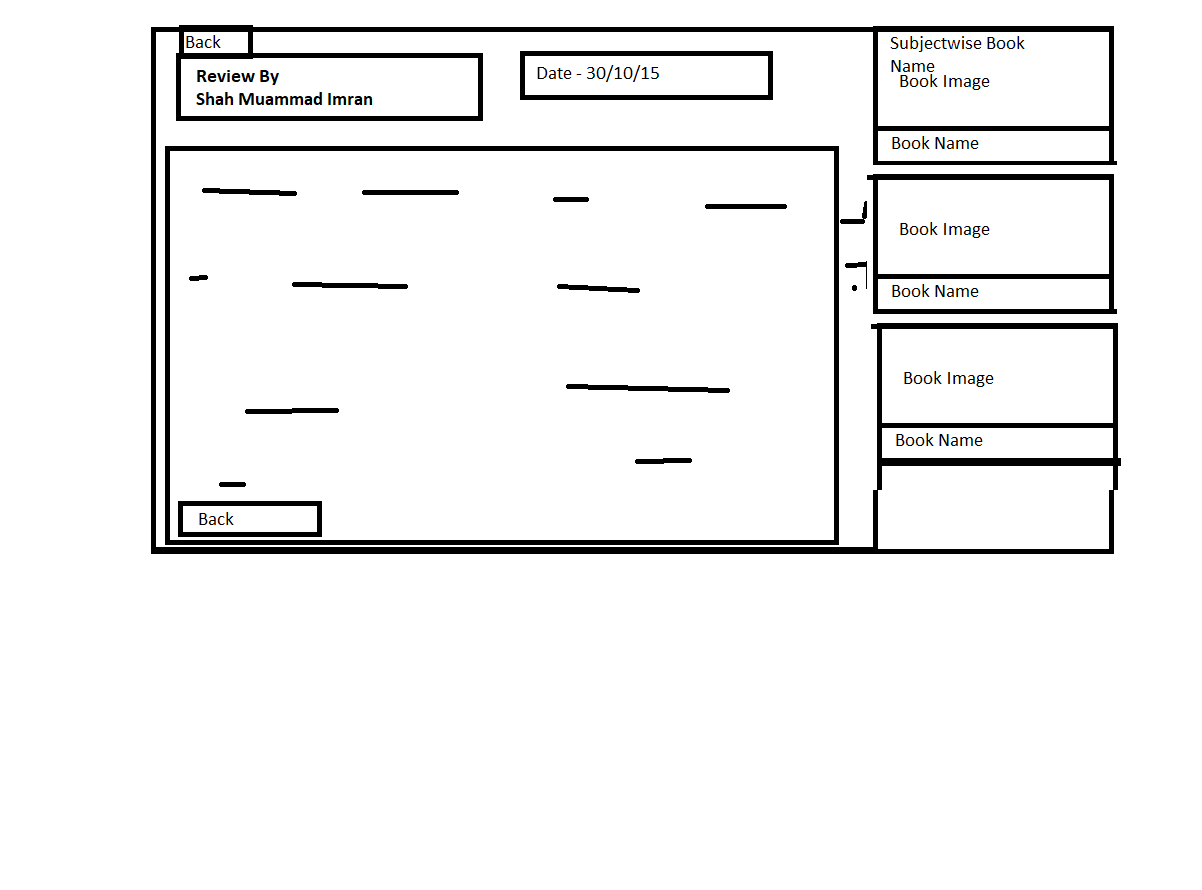 Back
Review By
Shah Muammad Imran
Date - 30/10/15
Subjectwise Book
Name
Book Image
Book Name
Book Image
Book Name
Book Image
Book Name
Back